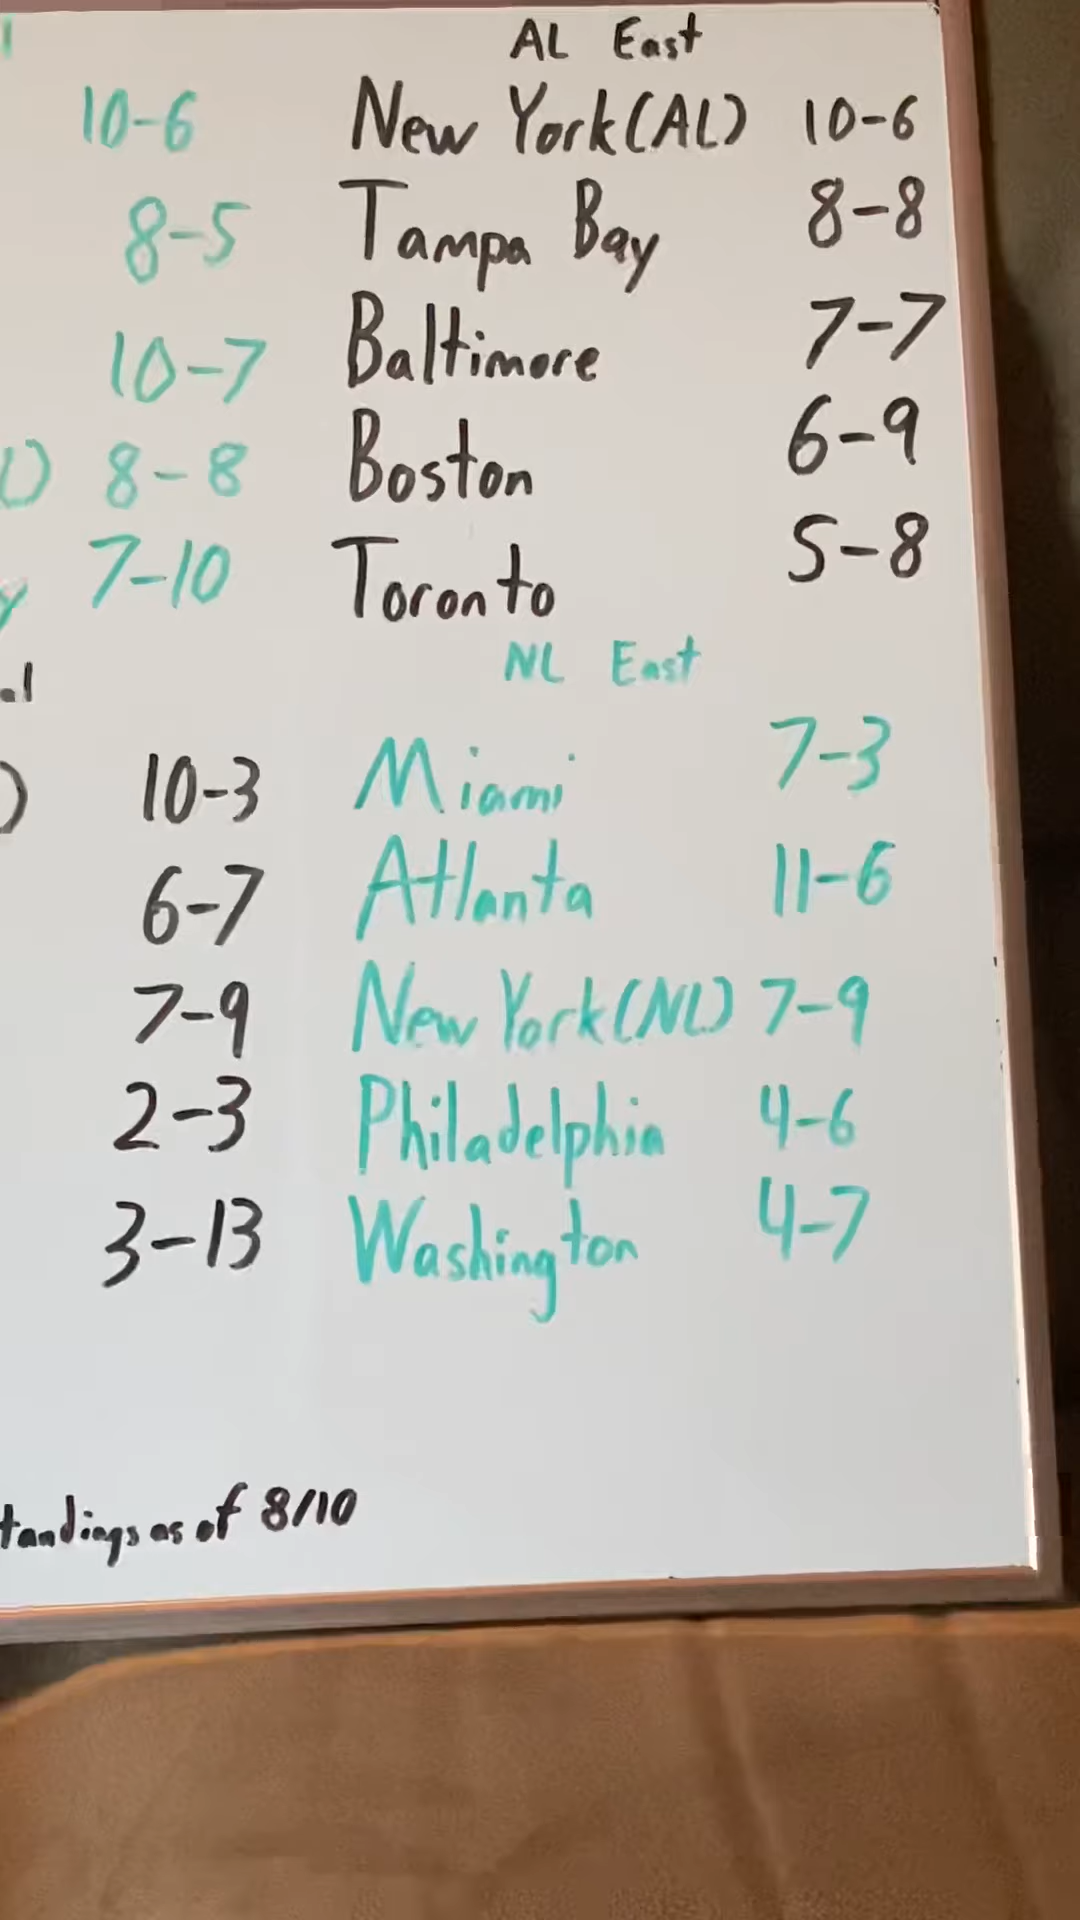 AL East
10-6 New York(AL) 10-6
8-5 Tampa Bay 8-8
10-7 Baltimore 7-7
8-8 Boston 6-9
7-10 Toronto 5-8
NL East
10-3 Miami 7-3
6-7 Atlanta 11-6
7-9 New York(NL) 7-9
2-3 Philadelphia 4-6
3-13 Washington 4-7
tandings as of 8/10